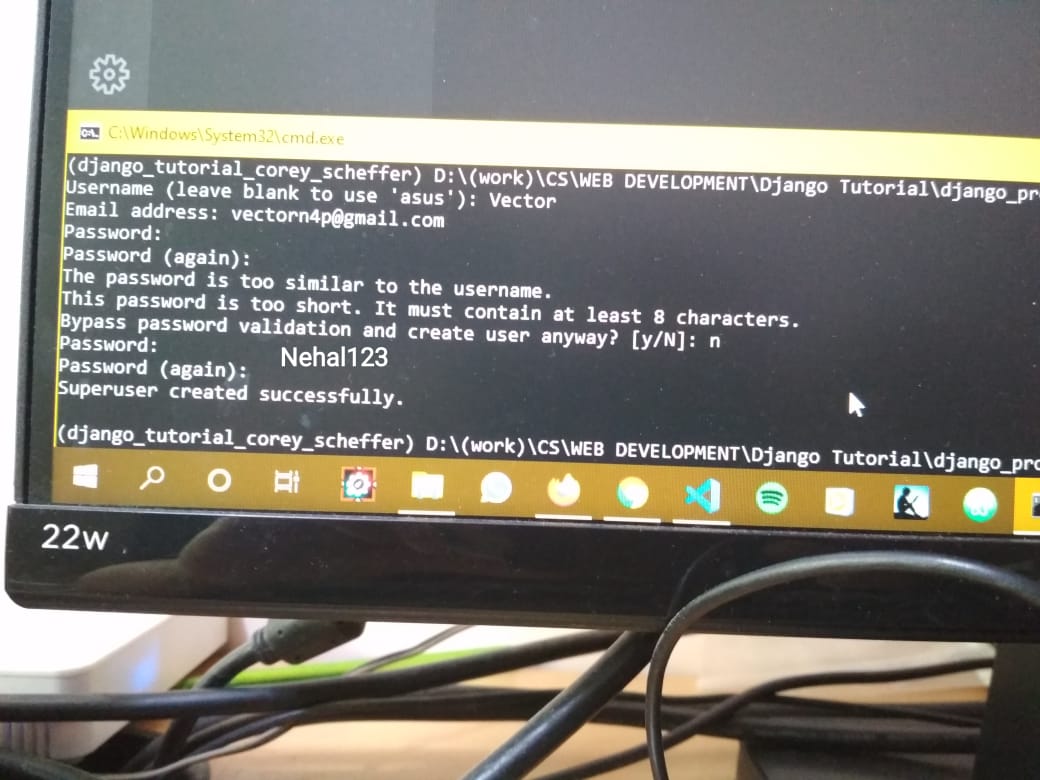 C:\Windows\System32\cmd.exe
(django_tutorial_corey_scheffer) D:\(work)\CS\WEB DEVELOPMENT\Django Tutorial\django_pr
Username (leave blank to use 'asus'): Vector
Email address: vectorn4p@gmail.com
Password:
Password (again):
The password is too similar to the username.
This password is too short. It must contain at least 8 characters.
Bypass password validation and create user anyway? [y/N]: n
Password:
Nehal123
Password (again):
Superuser created successfully.
(django_tutorial_corey_scheffer) D:\(work)\CS\WEB DEVELOPMENT\Django Tutorial\django_pro
22w